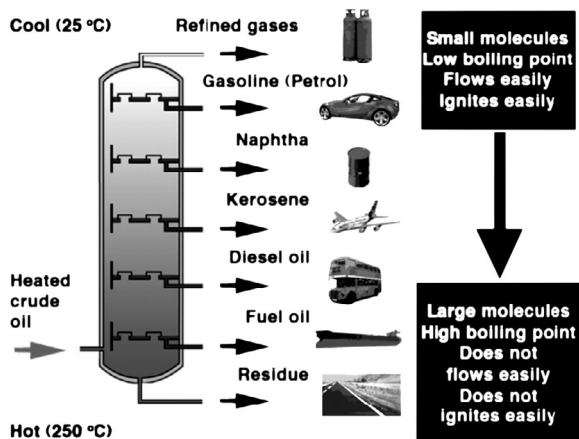 Cool (25 ºC)
Refined gases
Gasoline (Petrol)
Naphtha
Kerosene
Diesel oil
Heated
crude
oil
Fuel oil
Residue
Hot (250 ºC)
Small molecules
Low boiling point
Flows easily
Ignites easily
Large molecules
High boiling point
Does not
flows easily
Does not
ignites easily